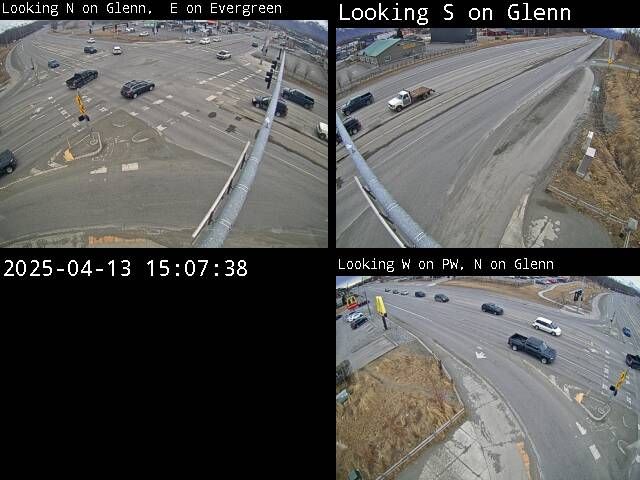 Looking N on Glenn,  E on Evergreen
Looking S on Glenn
2025-04-13 15:07:38
Looking W on PW, N on Glenn